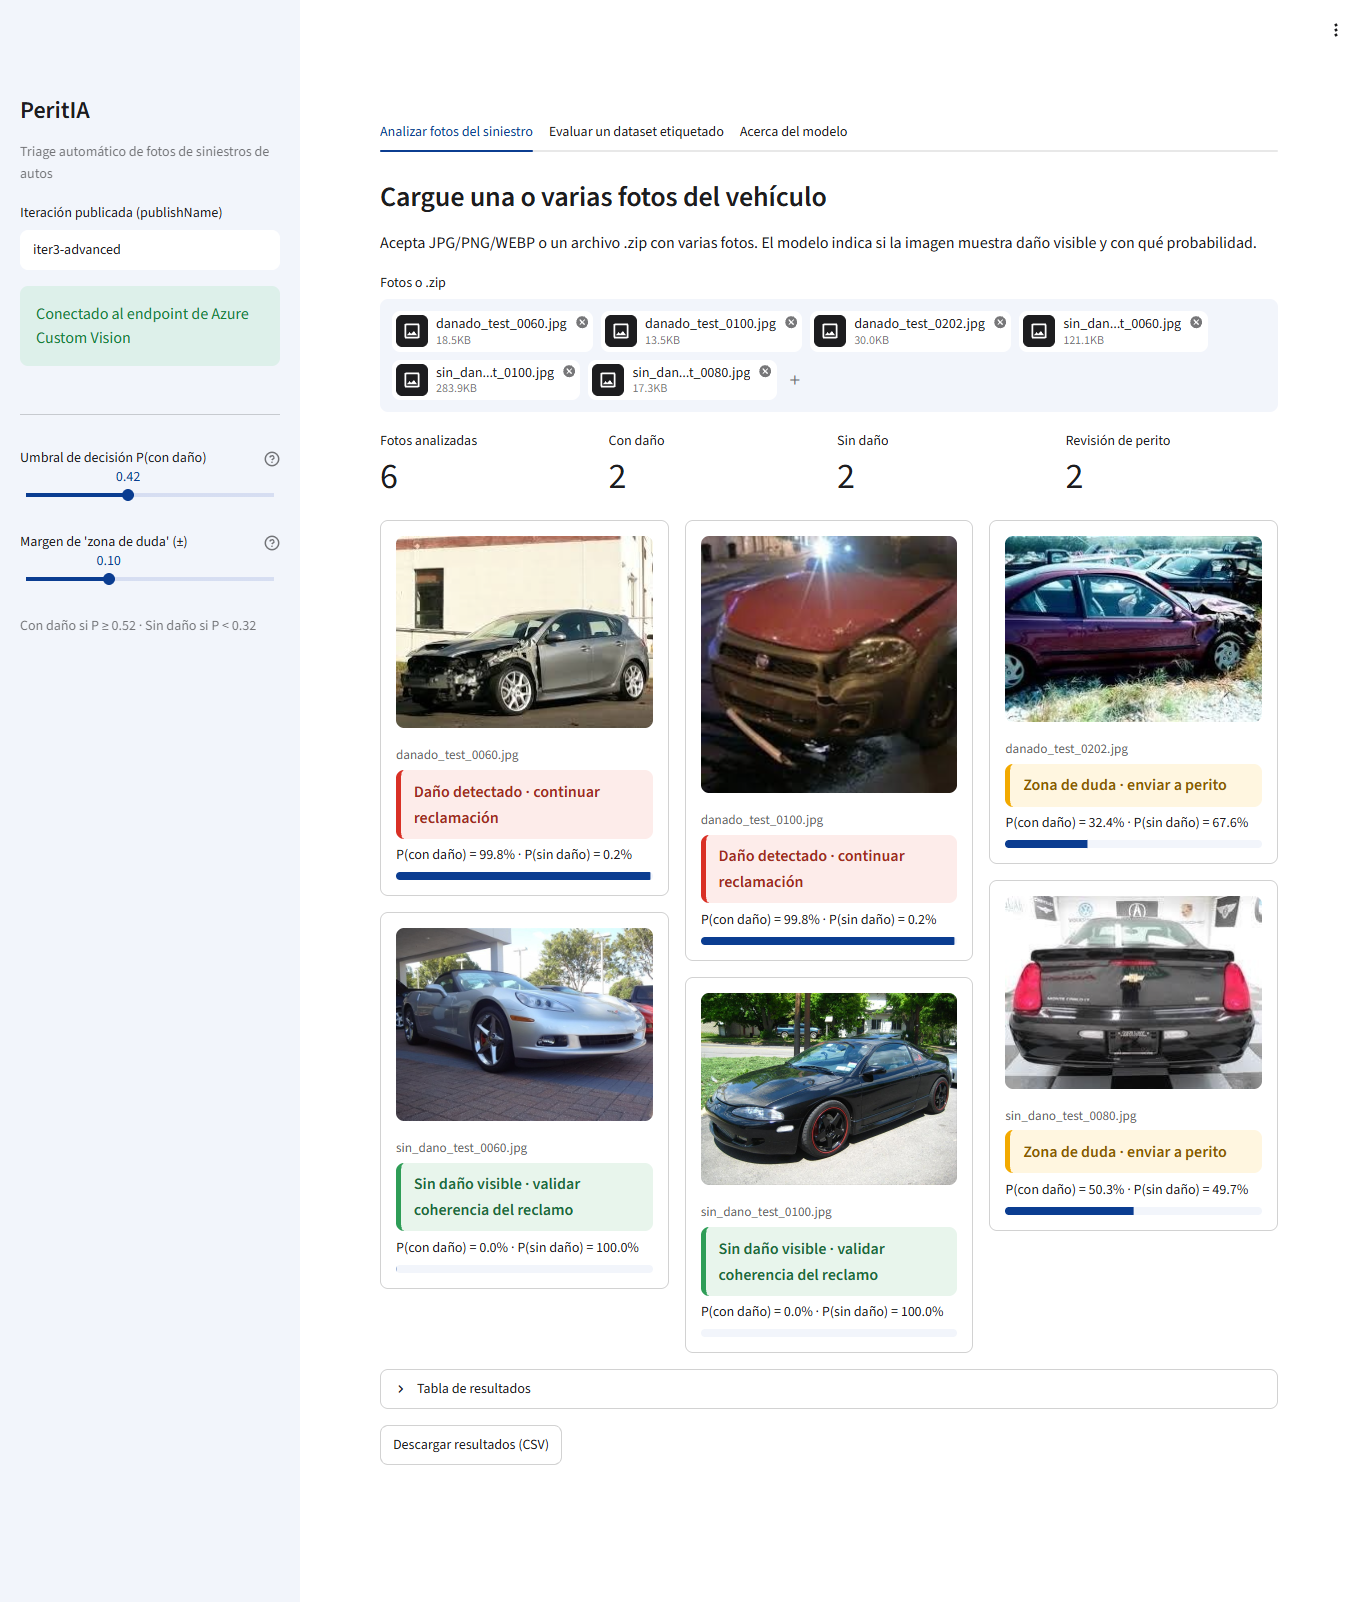 PeritIA
Triage automático de fotos de siniestros de
autos
Iteración publicada (publishName)
iter3-advanced
Conectado al endpoint de Azure
Custom Vision
Umbral de decisión P(con daño)
0.42
Margen de 'zona de duda' (±)
0.10
Con daño si P ≥ 0.52 · Sin daño si P < 0.32
Analizar fotos del siniestro
Evaluar un dataset etiquetado
Acerca del modelo
Cargue una o varias fotos del vehículo
Acepta JPG/PNG/WEBP o un archivo .zip con varias fotos. El modelo indica si la imagen muestra daño visible y con qué probabilidad.
Fotos o .zip
danado_test_0060.jpg
18.5KB
danado_test_0100.jpg
13.5KB
danado_test_0202.jpg
30.0KB
sin_dan...t_0060.jpg
121.1KB
sin_dan...t_0100.jpg
283.9KB
sin_dan...t_0080.jpg
17.3KB
Fotos analizadas
6
Con daño
2
Sin daño
2
Revisión de perito
2
danado_test_0060.jpg
Daño detectado · continuar
reclamación
P(con daño) = 99.8% · P(sin daño) = 0.2%
danado_test_0100.jpg
Daño detectado · continuar
reclamación
P(con daño) = 99.8% · P(sin daño) = 0.2%
danado_test_0202.jpg
Zona de duda · enviar a perito
P(con daño) = 32.4% · P(sin daño) = 67.6%
sin_dano_test_0060.jpg
Sin daño visible · validar
coherencia del reclamo
P(con daño) = 0.0% · P(sin daño) = 100.0%
sin_dano_test_0100.jpg
Sin daño visible · validar
coherencia del reclamo
P(con daño) = 0.0% · P(sin daño) = 100.0%
sin_dano_test_0080.jpg
Zona de duda · enviar a perito
P(con daño) = 50.3% · P(sin daño) = 49.7%
Tabla de resultados
Descargar resultados (CSV)